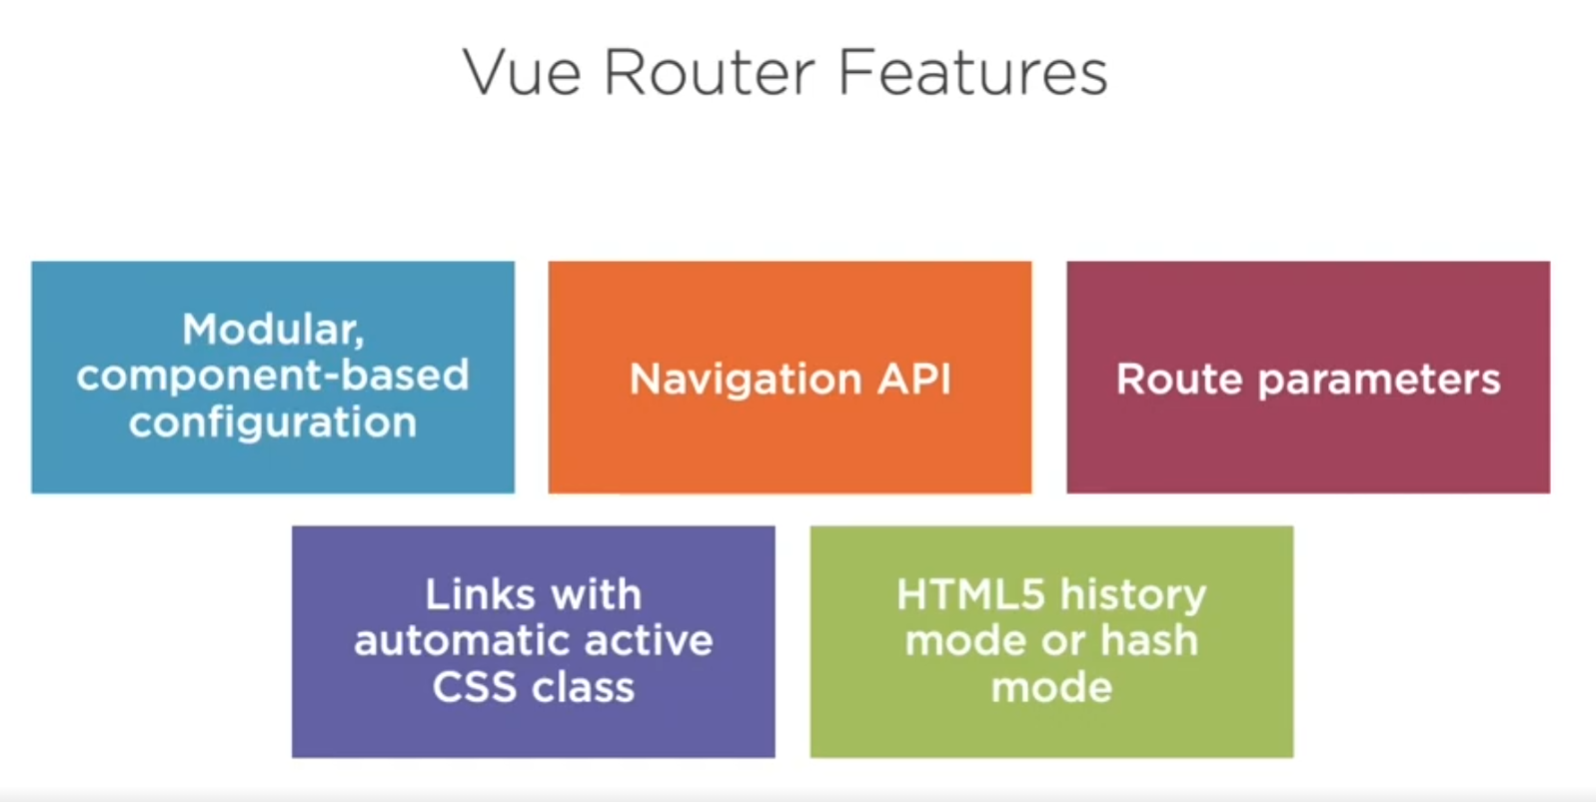 Vue Router Features
Modular,
component-based
configuration
Navigation API
Route parameters
Links with
automatic active
CSS class
HTML5 history
mode or hash
mode